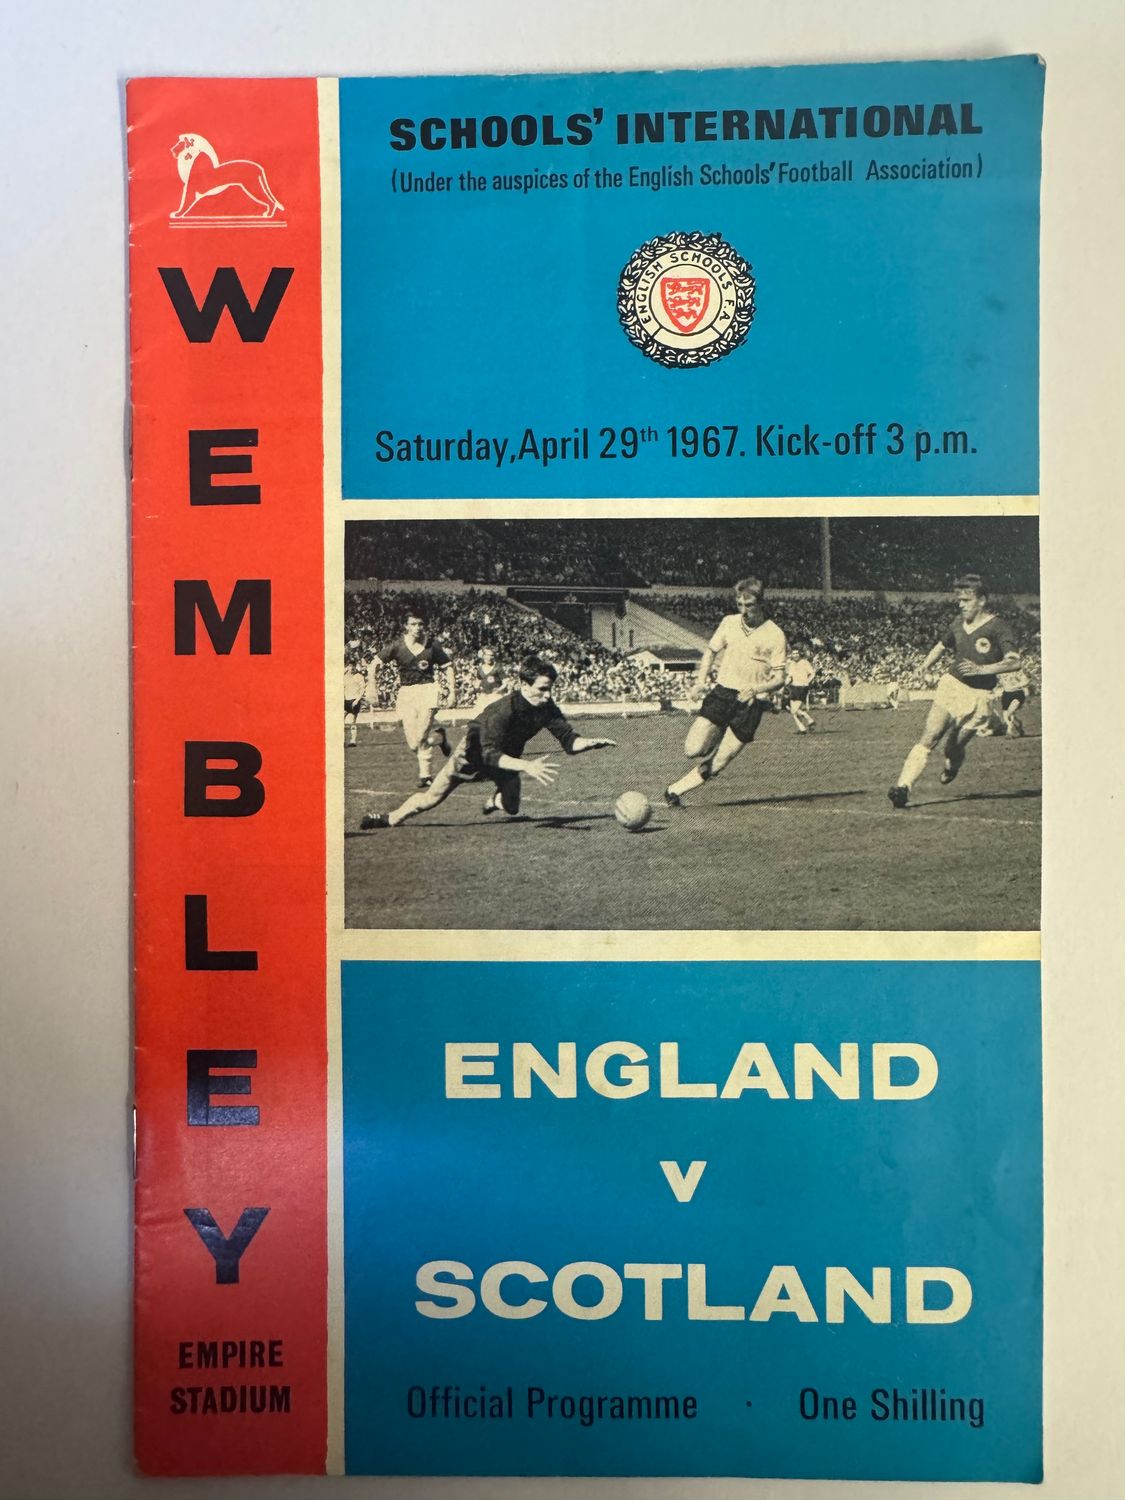 WEMBLEY
EMPIRE
STADIUM
SCHOOLS' INTERNATIONAL
(Under the auspices of the English Schools' Football Association)
ENGLISH SCHOOLS F.A.
Saturday, April 29th 1967. Kick-off 3 p.m.
ENGLAND
v
SCOTLAND
Official Programme · One Shilling